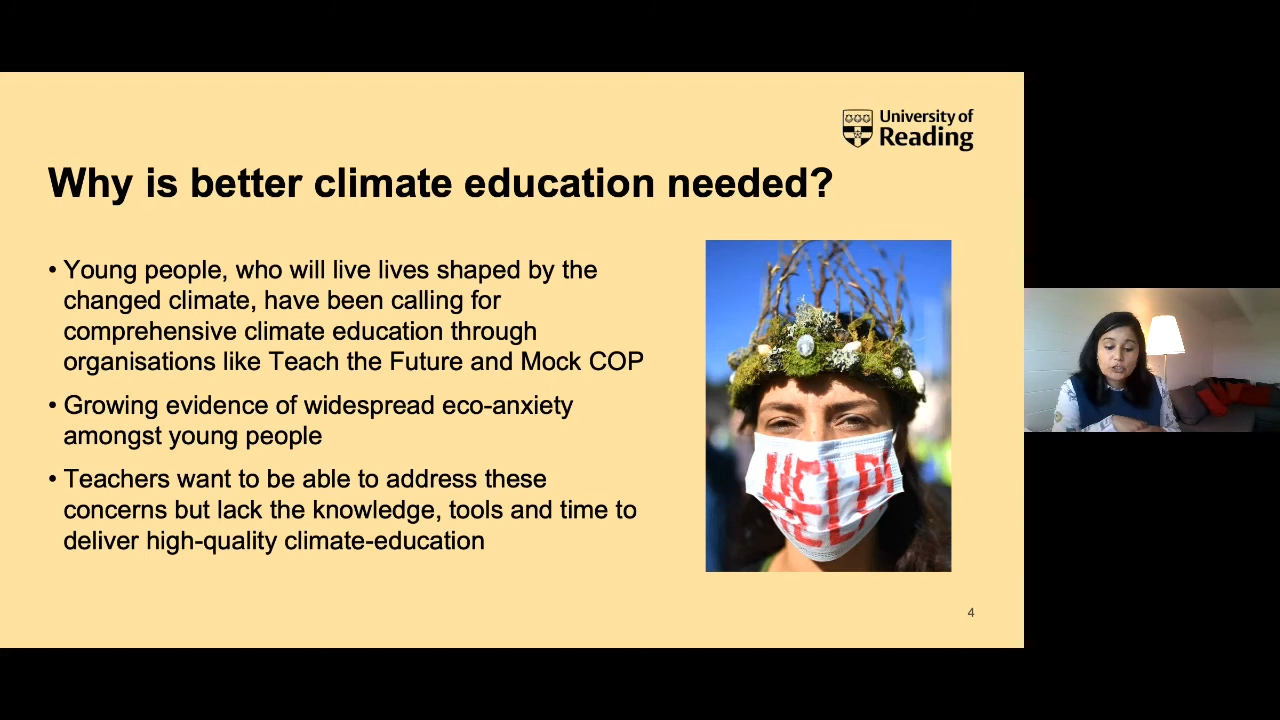 University of
Reading
Why is better climate education needed?
• Young people, who will live lives shaped by the
changed climate, have been calling for
comprehensive climate education through
organisations like Teach the Future and Mock COP
• Growing evidence of widespread eco-anxiety
amongst young people
• Teachers want to be able to address these
concerns but lack the knowledge, tools and time to
deliver high-quality climate-education
HELP!
HELP
4